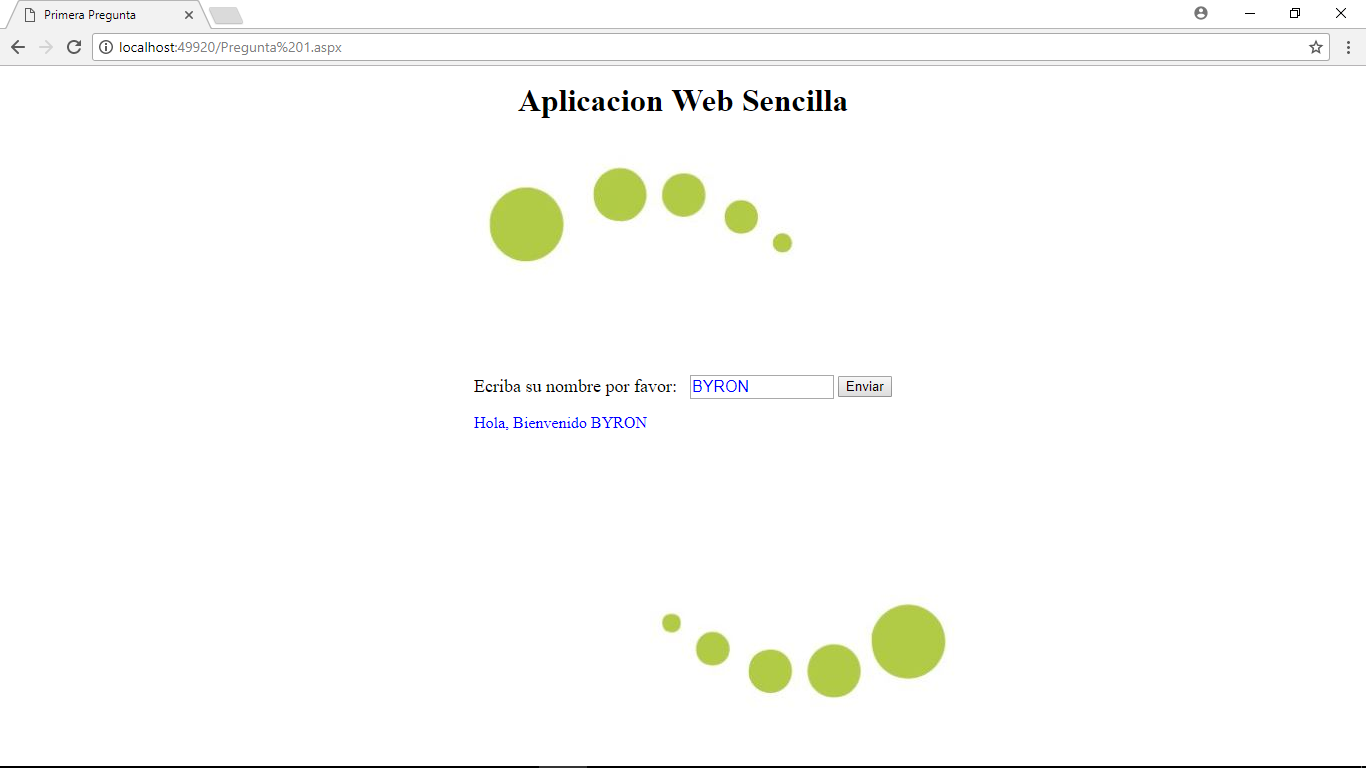 Primera Pregunta
localhost:49920/Pregunta%201.aspx
Aplicacion Web Sencilla
Ecriba su nombre por favor: BYRON Enviar
Hola, Bienvenido BYRON